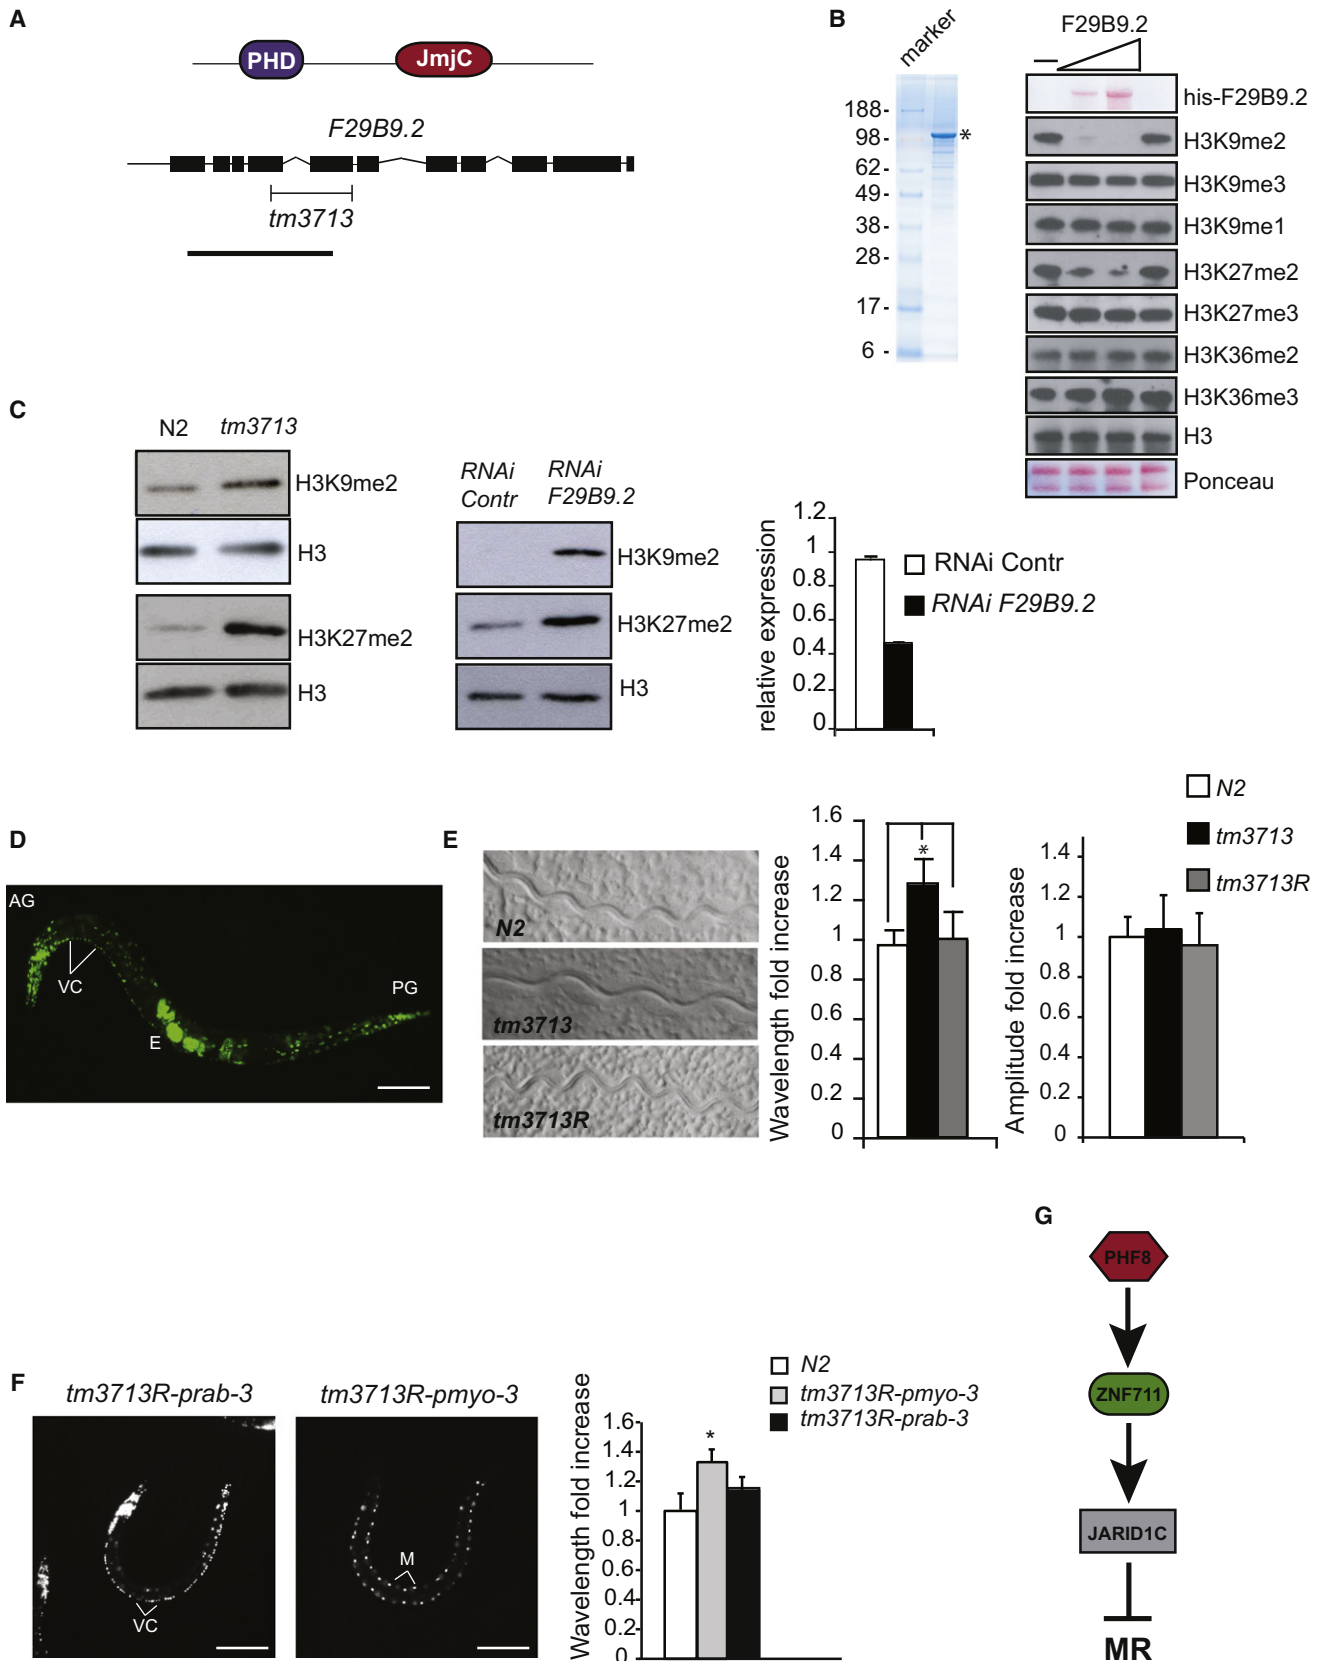 A
PHD
JmjC
F29B9.2
tm3713
B
marker
188-
98-
62-
49-
38-
28-
17-
6 -
*
F29B9.2
his-F29B9.2
H3K9me2
H3K9me3
H3K9me1
H3K27me2
H3K27me3
H3K36me2
H3K36me3
H3
Ponceau
C
N2 tm3713
H3K9me2
H3
H3K27me2
H3
RNAi Contr
RNAi F29B9.2
H3K9me2
H3K27me2
H3
relative expression
1.2
1
0.8
0.6
0.4
0.2
0
RNAi Contr
RNAi F29B9.2
D
AG
VC
E
PG
E
N2
tm3713
tm3713R
Wavelength fold increase
1.6
1.4
1.2
1
0.8
0.6
0.4
0.2
0
*
Amplitude fold increase
1.4
1.2
1
0.8
0.6
0.4
0.2
0
N2
tm3713
tm3713R
F
tm3713R-prab-3
VC
tm3713R-pmyo-3
M
Wavelength fold increase
1.6
1.4
1.2
1
0.8
0.6
0.4
0.2
0
*
N2
tm3713R-pmyo-3
tm3713R-prab-3
G
PHF8
ZNF711
JARID1C
MR